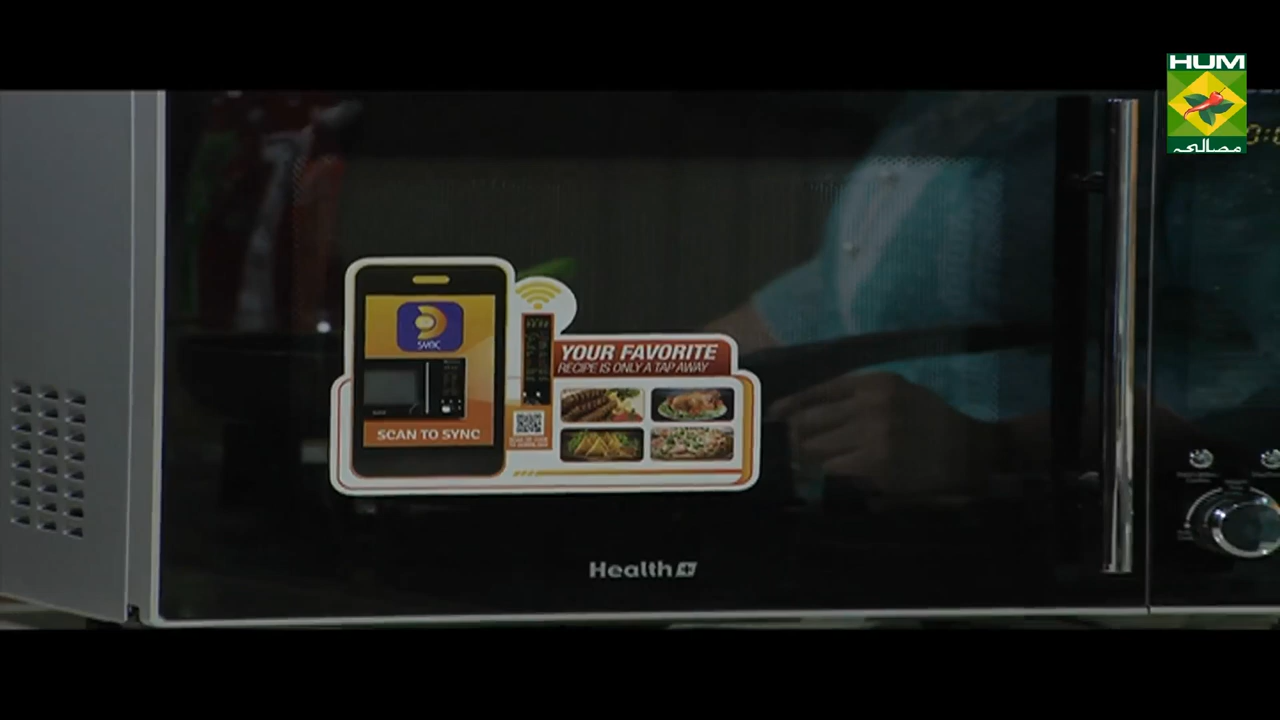 HUM
مصالحہ
SYNC
SCAN TO SYNC
YOUR FAVORITE
RECIPE IS ONLY A TAP AWAY
Health+